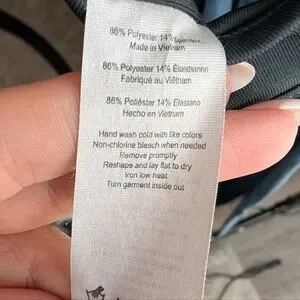 86% Polyester 14% Spandex
Made in Vietnam
86% Polyester 14% Élasthanne
Fabriqué au Viêtnam
86% Poliéster 14% Elastano
Hecho en Vietnam
Hand wash cold with like colors
Non-chlorine bleach when needed
Remove promptly
Reshape and lay flat to dry
Iron low heat
Turn garment inside out